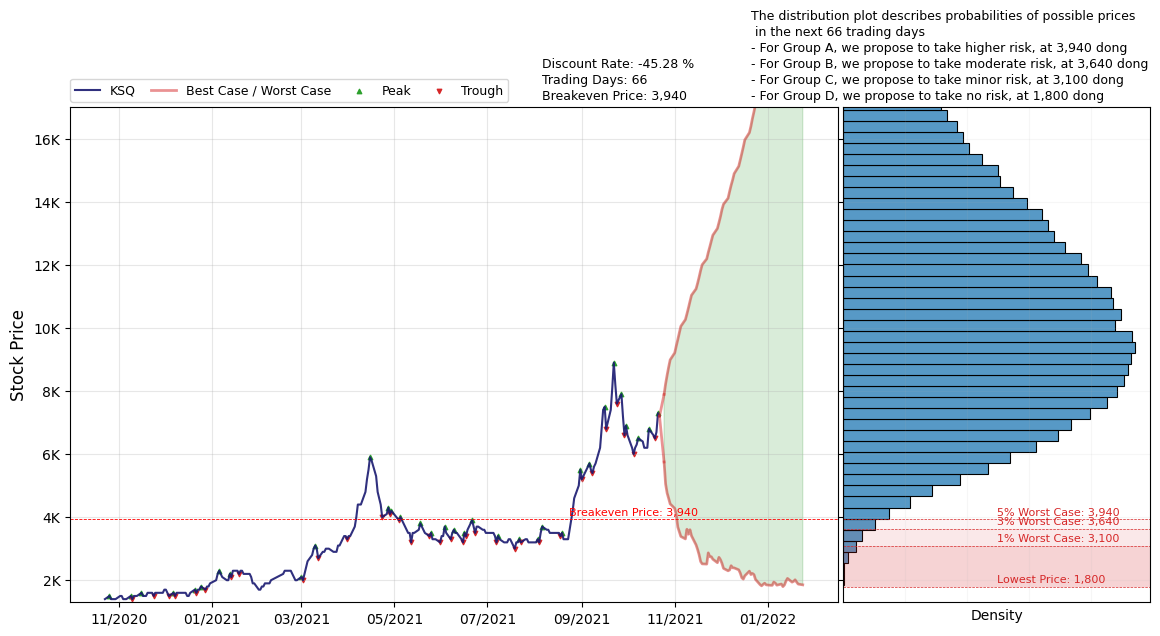 The distribution plot describes probabilities of possible prices
in the next 66 trading days
- For Group A, we propose to take higher risk, at 3,940 dong
- For Group B, we propose to take moderate risk, at 3,640 dong
- For Group C, we propose to take minor risk, at 3,100 dong
- For Group D, we propose to take no risk, at 1,800 dong
Discount Rate: -45.28 %
Trading Days: 66
Breakeven Price: 3,940
KSQ
Best Case / Worst Case
Peak
Trough
Stock Price
16K
14K
12K
10K
8K
6K
4K
2K
Breakeven Price: 3,940
5% Worst Case: 3,940
3% Worst Case: 3,640
1% Worst Case: 3,100
Lowest Price: 1,800
11/2020
01/2021
03/2021
05/2021
07/2021
09/2021
11/2021
01/2022
Density